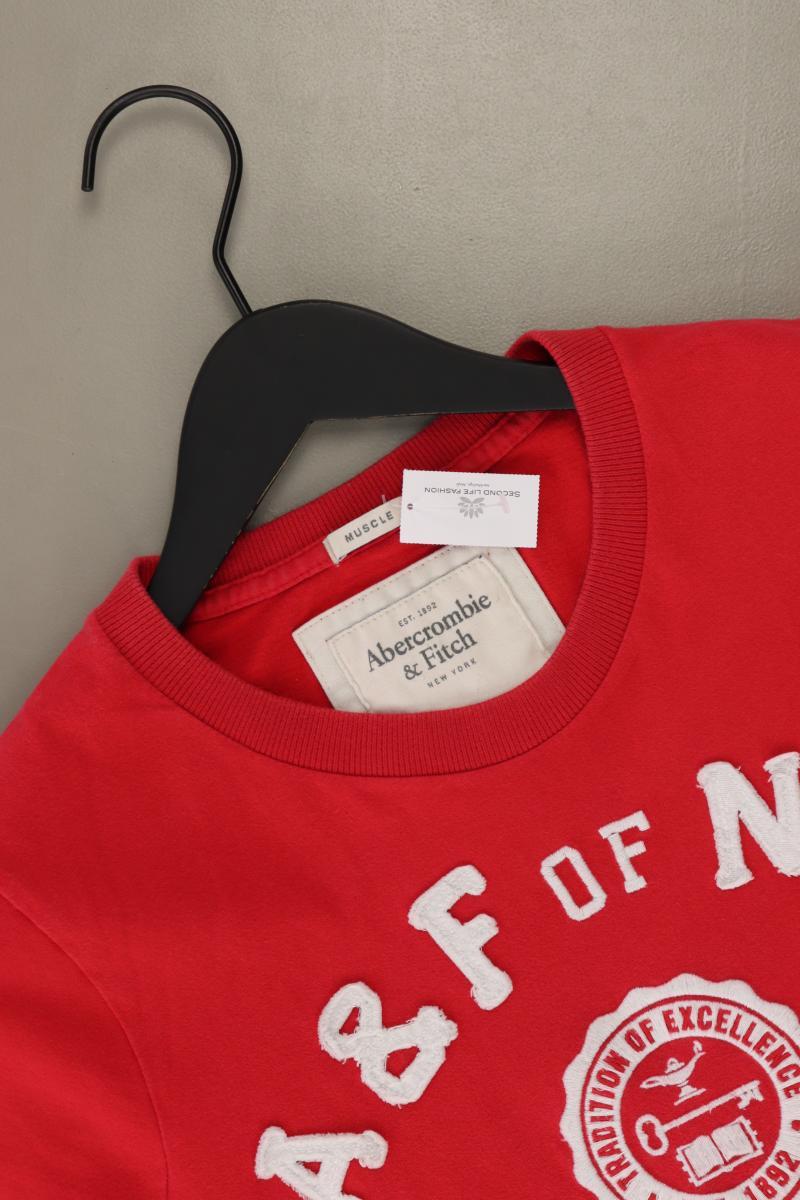 SECOND LIFE FASHION
MUSCLE
EST. 1892
Abercrombie
& Fitch
NEW YORK
A&F OF N
TRADITION OF EXCELLENCE
1892